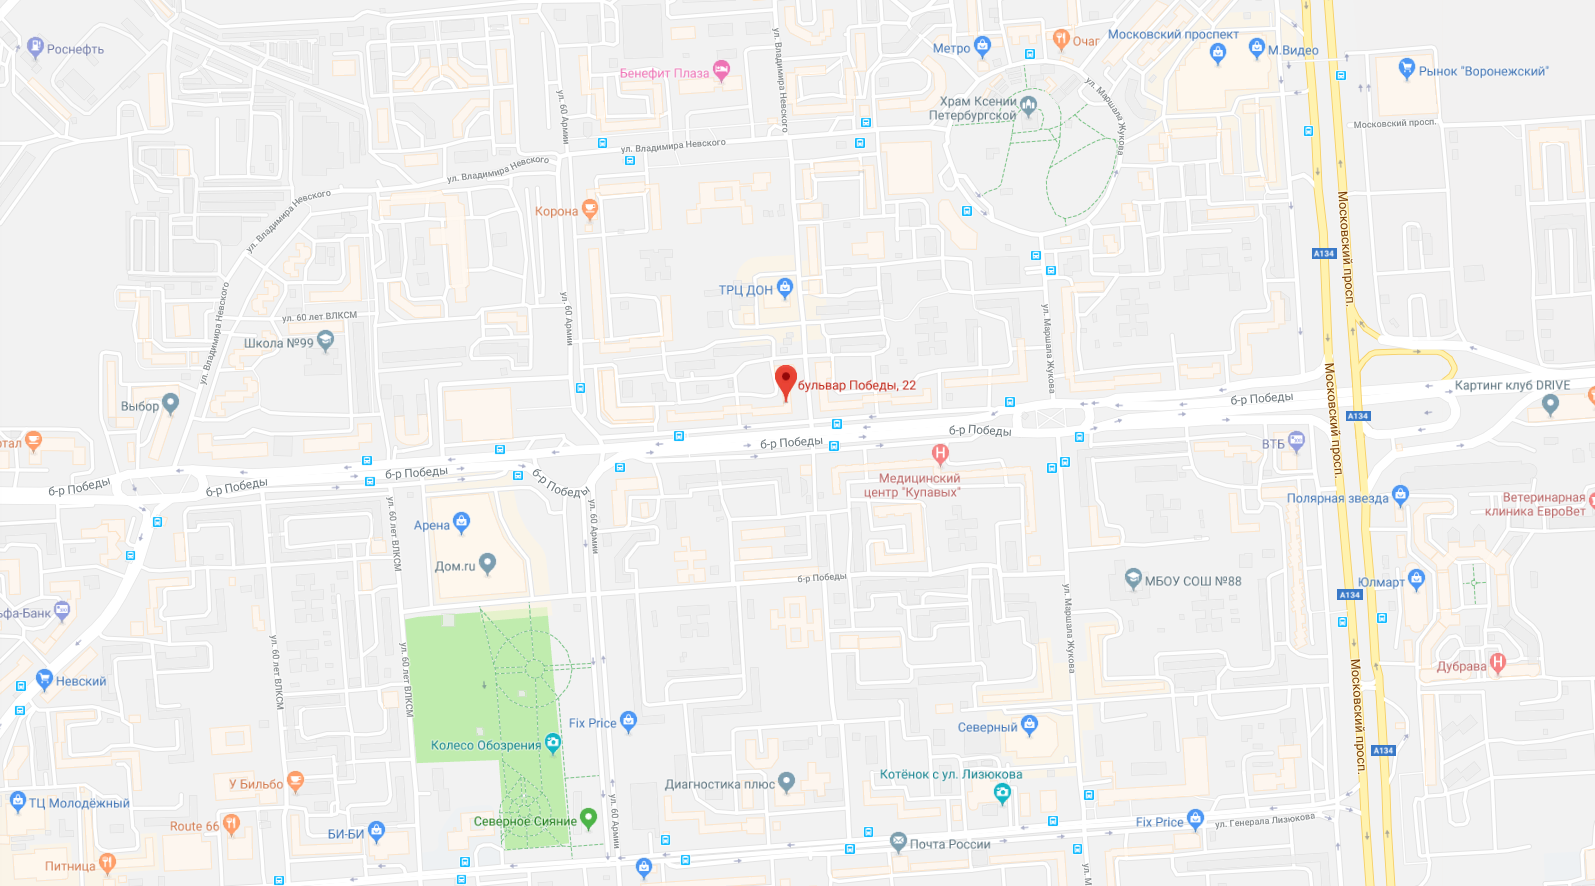 Роснефть
Бенефит Плаза
Метро
Очаг
Московский проспект
М.Видео
Рынок "Воронежский"
ул. Владимира Невского
ул. 60 Армии
ул. Маршала Жукова
Храм Ксении
Петербургской
Московский просп.
ул. Владимира Невского
ул. Владимира Невского
Корона
ул. Владимира Невского
Московский просп.
A134
ТРЦ ДОН
ул. 60 Армии
ул. 60 лет ВЛКСМ
Школа №99
ул. Владимира Невского
ул. Маршала Жукова
бульвар Победы, 22
Картинг клуб DRIVE
Выбор
б-р Победы
A134
Московский просп.
тал
б-р Победы
б-р Победы
ВТБ
Медицинский
центр "Купавых"
б-р Победы
б-р Победы
б-р Победы
б-р Победы
Полярная звезда
Ветеринарная
клиника ЕвроВет
ул. 60 лет ВЛКСМ
Арена
ул. 60 Армии
Дом.ru
б-р Победы
МБОУ СОШ №88
Юлмарт
A134
ьфа-Банк
ул. Маршала Жукова
ул. 60 лет ВЛКСМ
ул. 60 лет ВЛКСМ
Дубрава
Невский
Московский просп.
Fix Price
Северный
Колесо Обозрения
A134
Котёнок с ул. Лизюкова
У Бильбо
Диагностика плюс
ТЦ Молодёжный
Route 66
БИ-БИ
Северное Сияние
ул. 60 Армии
Fix Price
ул. Генерала Лизюкова
Почта России
Питница
ул. М